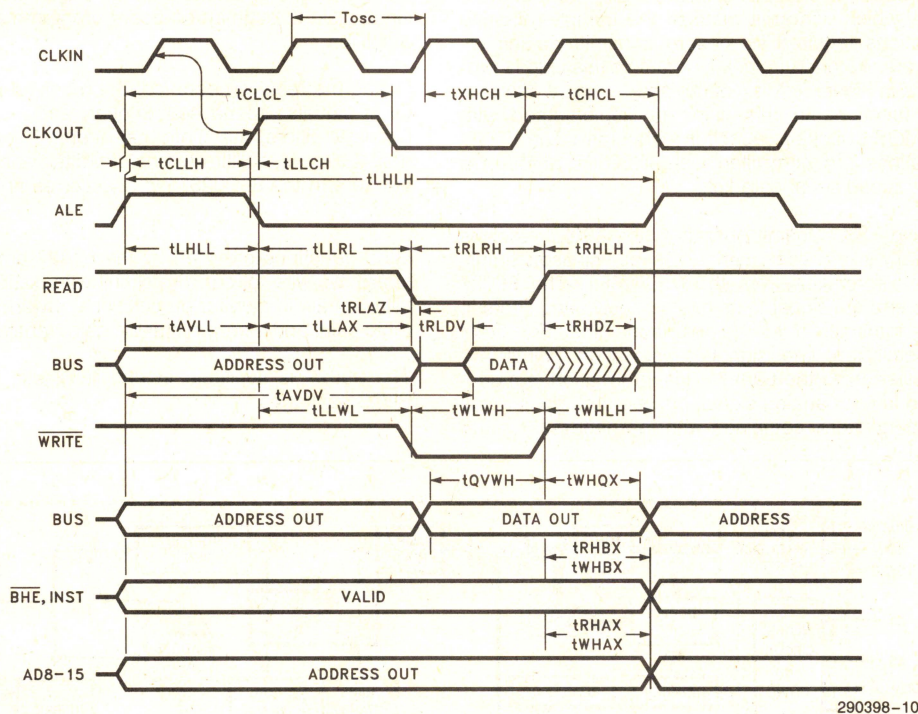 Tosc
CLKIN
tCLCL
tXHCH
tCHCL
CLKOUT
tCLLH
tLLCH
tLHLH
ALE
tLHLL
tLLRL
tRLRH
tRHLH
READ
tRLAZ
tAVLL
tLLAX
tRLDV
tRHDZ
BUS
ADDRESS OUT
DATA
tAVDV
tLLWL
tWLWH
tWHLH
WRITE
tQVWH
tWHQX
BUS
ADDRESS OUT
DATA OUT
ADDRESS
tRHBX
tWHBX
BHE, INST
VALID
tRHAX
tWHAX
AD8-15
ADDRESS OUT
290398-10